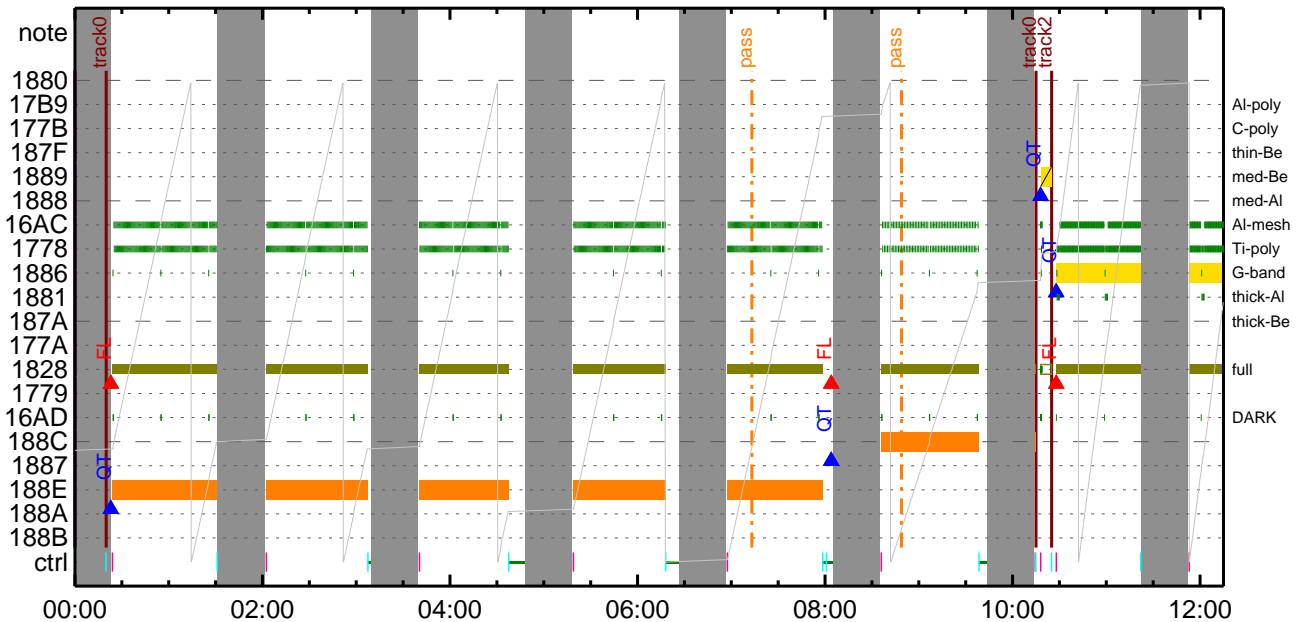 note
track0
pass
pass
track0
track2
1880
17B9
Al-poly
177B
C-poly
187F
thin-Be
QT
1889
med-Be
1888
med-Al
16AC
Al-mesh
1778
Ti-poly
QT
1886
G-band
1881
thick-Al
187A
thick-Be
177A
FL
FL
FL
1828
full
1779
16AD
DARK
QT
188C
1887
QT
188E
188A
188B
ctrl
00:00
02:00
04:00
06:00
08:00
10:00
12:00